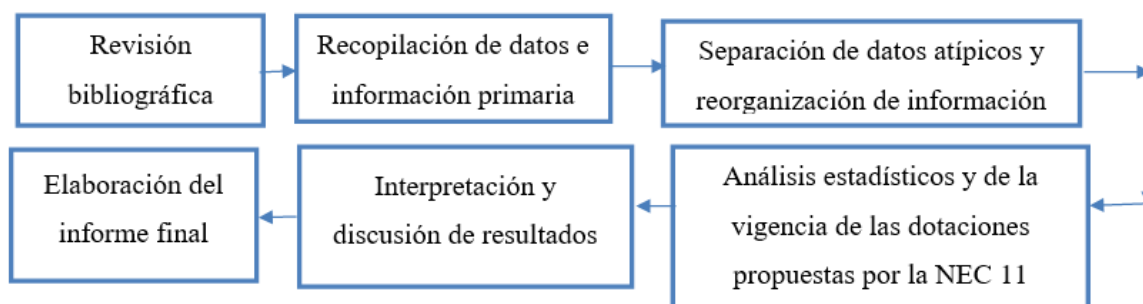 Revisión
bibliográfica
Recopilación de datos e
información primaria
Separación de datos atípicos y
reorganización de información
Análisis estadísticos y de la
vigencia de las dotaciones
propuestas por la NEC 11
Interpretación y
discusión de resultados
Elaboración del
informe final